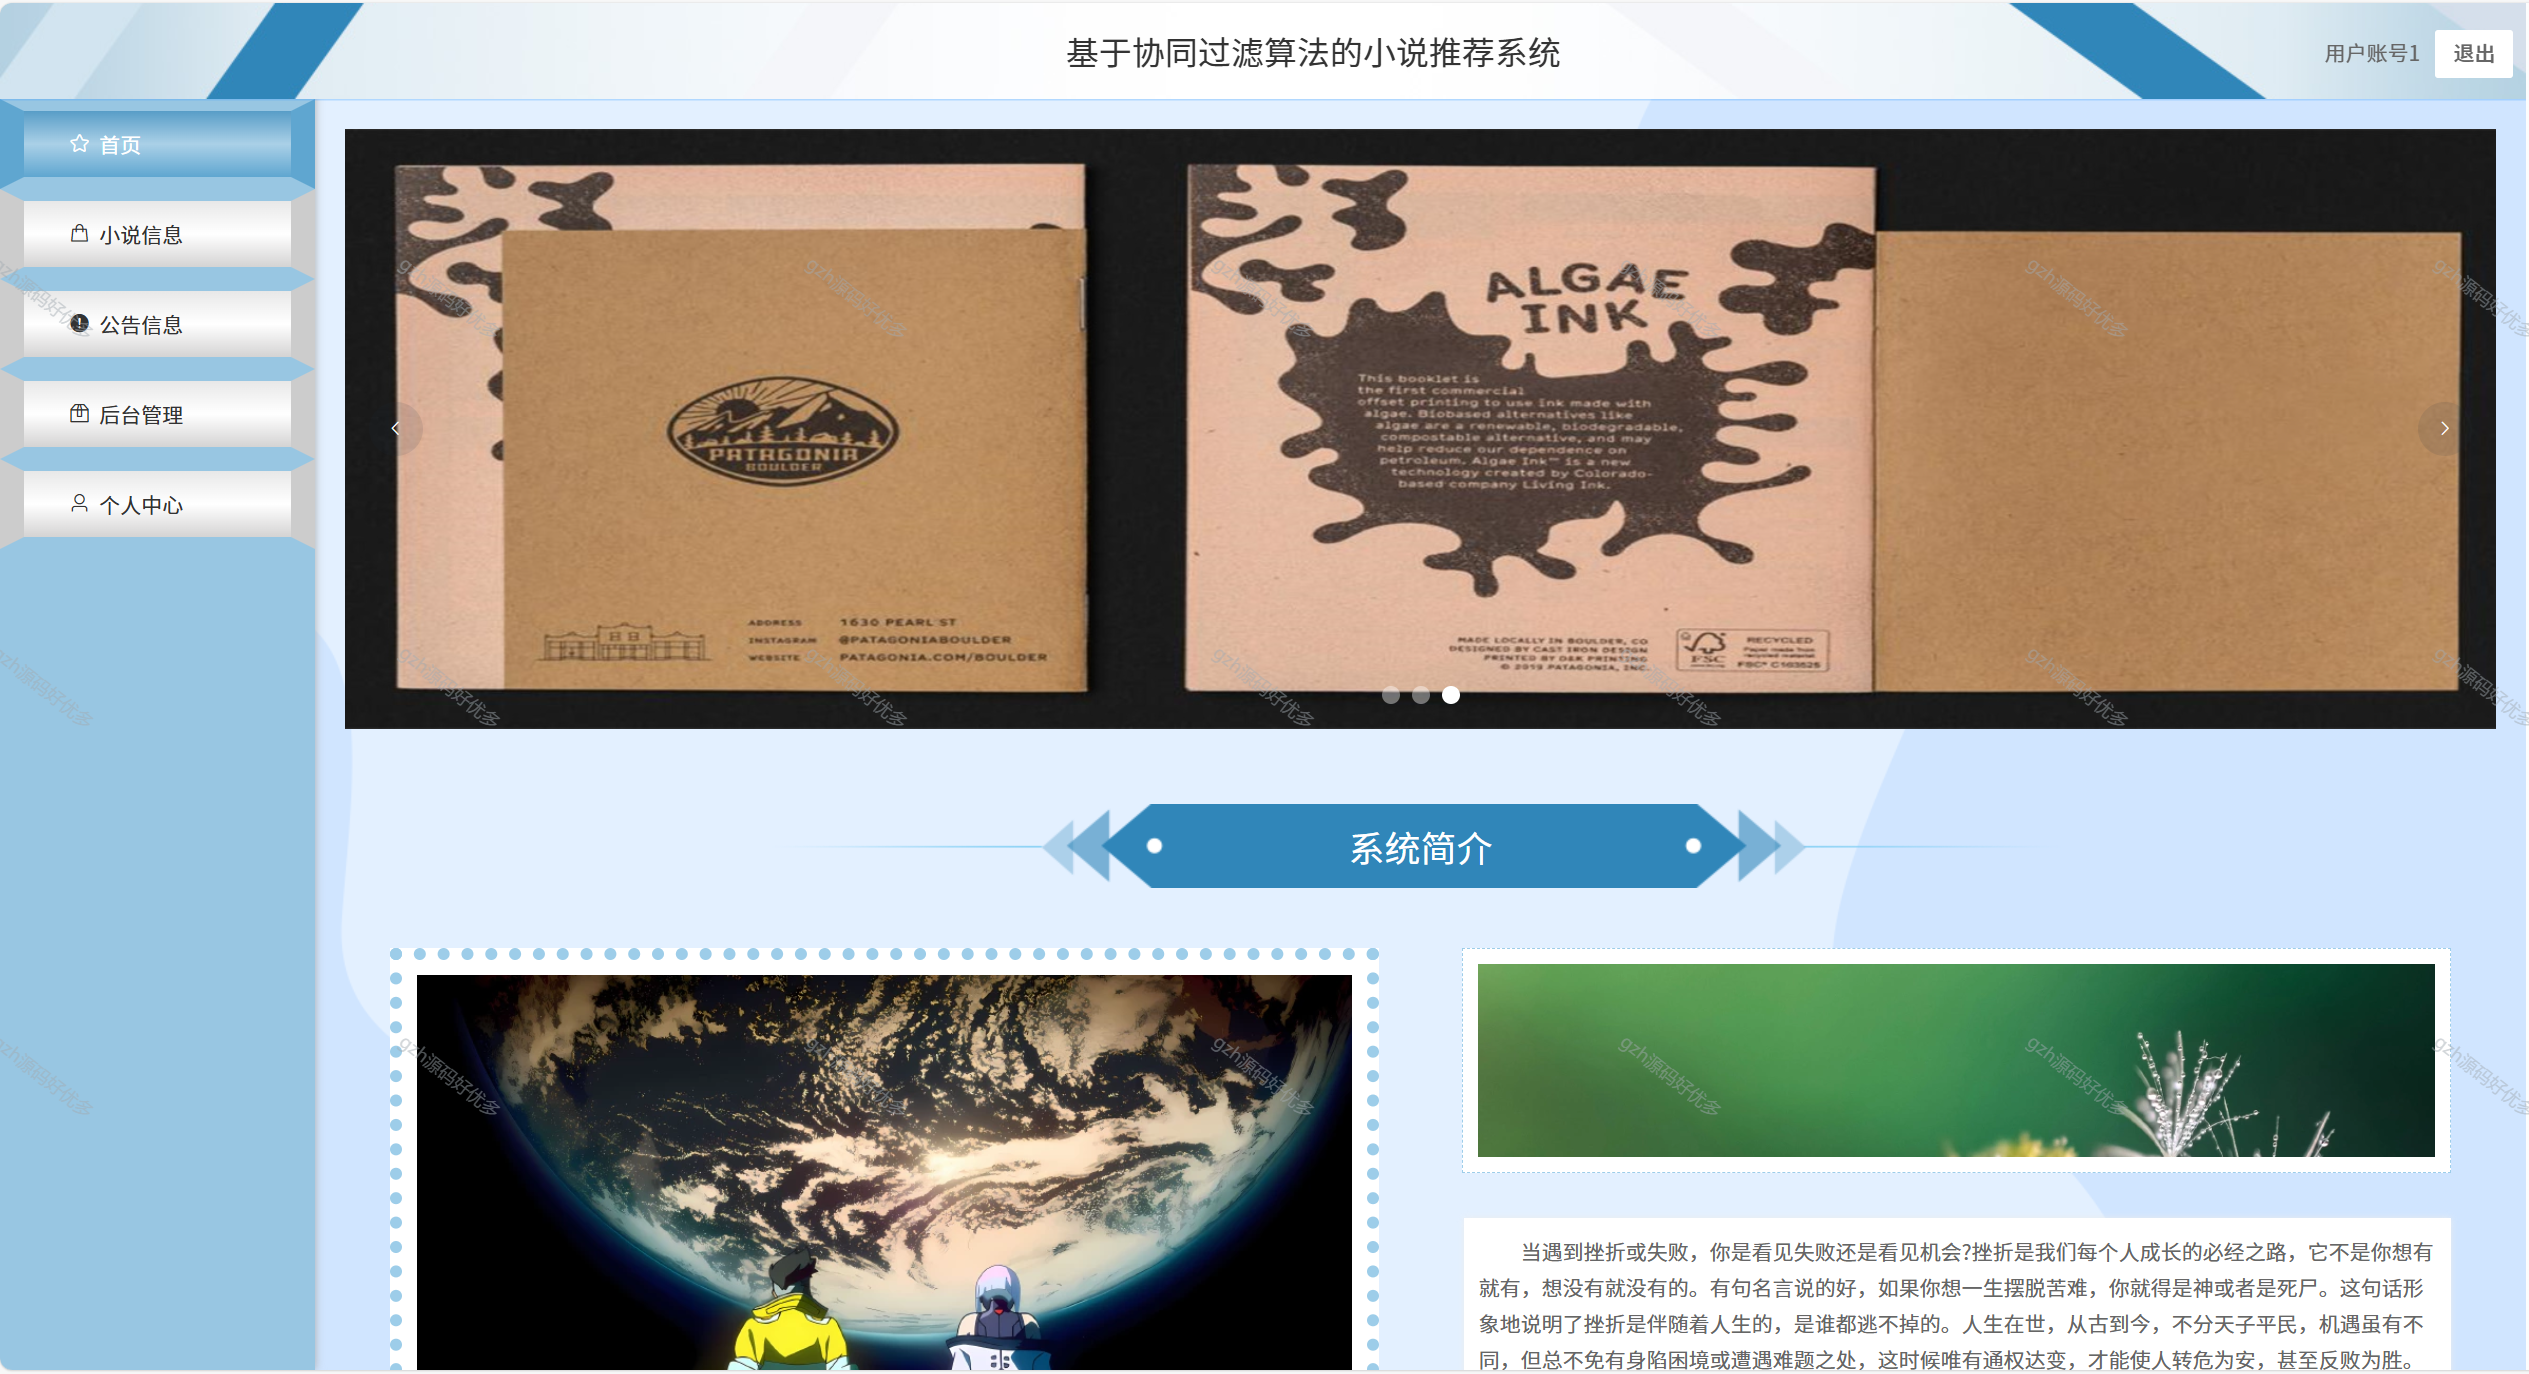 基于协同过滤算法的小说推荐系统
用户账号1
退出
首页
小说信息
公告信息
后台管理
个人中心
PATAGONIA
BOULDER
ADDRESS 1630 PEARL ST
INSTAGRAM @PATAGONIABOULDER
WEBSITE PATAGONIA.COM/BOULDER
ALGAE
INK
This booklet is
the first commercial
offset printing to use ink made with
algae. Biobased alternatives like
algae are a renewable, biodegradable,
compostable alternative, and may
help reduce our dependence on
petroleum. Algae Ink™ is a new
technology created by Colorado-
based company Living Ink.
MADE LOCALLY IN BOULDER, CO
DESIGNED BY CAST IRON DESIGN
PRINTED BY D&K PRINTING
© 2019 PATAGONIA, INC.
FSC
RECYCLED
Paper made from
recycled material
FSC® C103525
系统简介
当遇到挫折或失败，你是看见失败还是看见机会?挫折是我们每个人成长的必经之路，它不是你想有
就有，想没有就没有的。有句名言说的好，如果你想一生摆脱苦难，你就得是神或者是死尸。这句话形
象地说明了挫折是伴随着人生的，是谁都逃不掉的。人生在世，从古到今，不分天子平民，机遇虽有不
同，但总不免有身陷困境或遭遇难题之处，这时候唯有通权达变，才能使人转危为安，甚至反败为胜。
gzh源码好优多